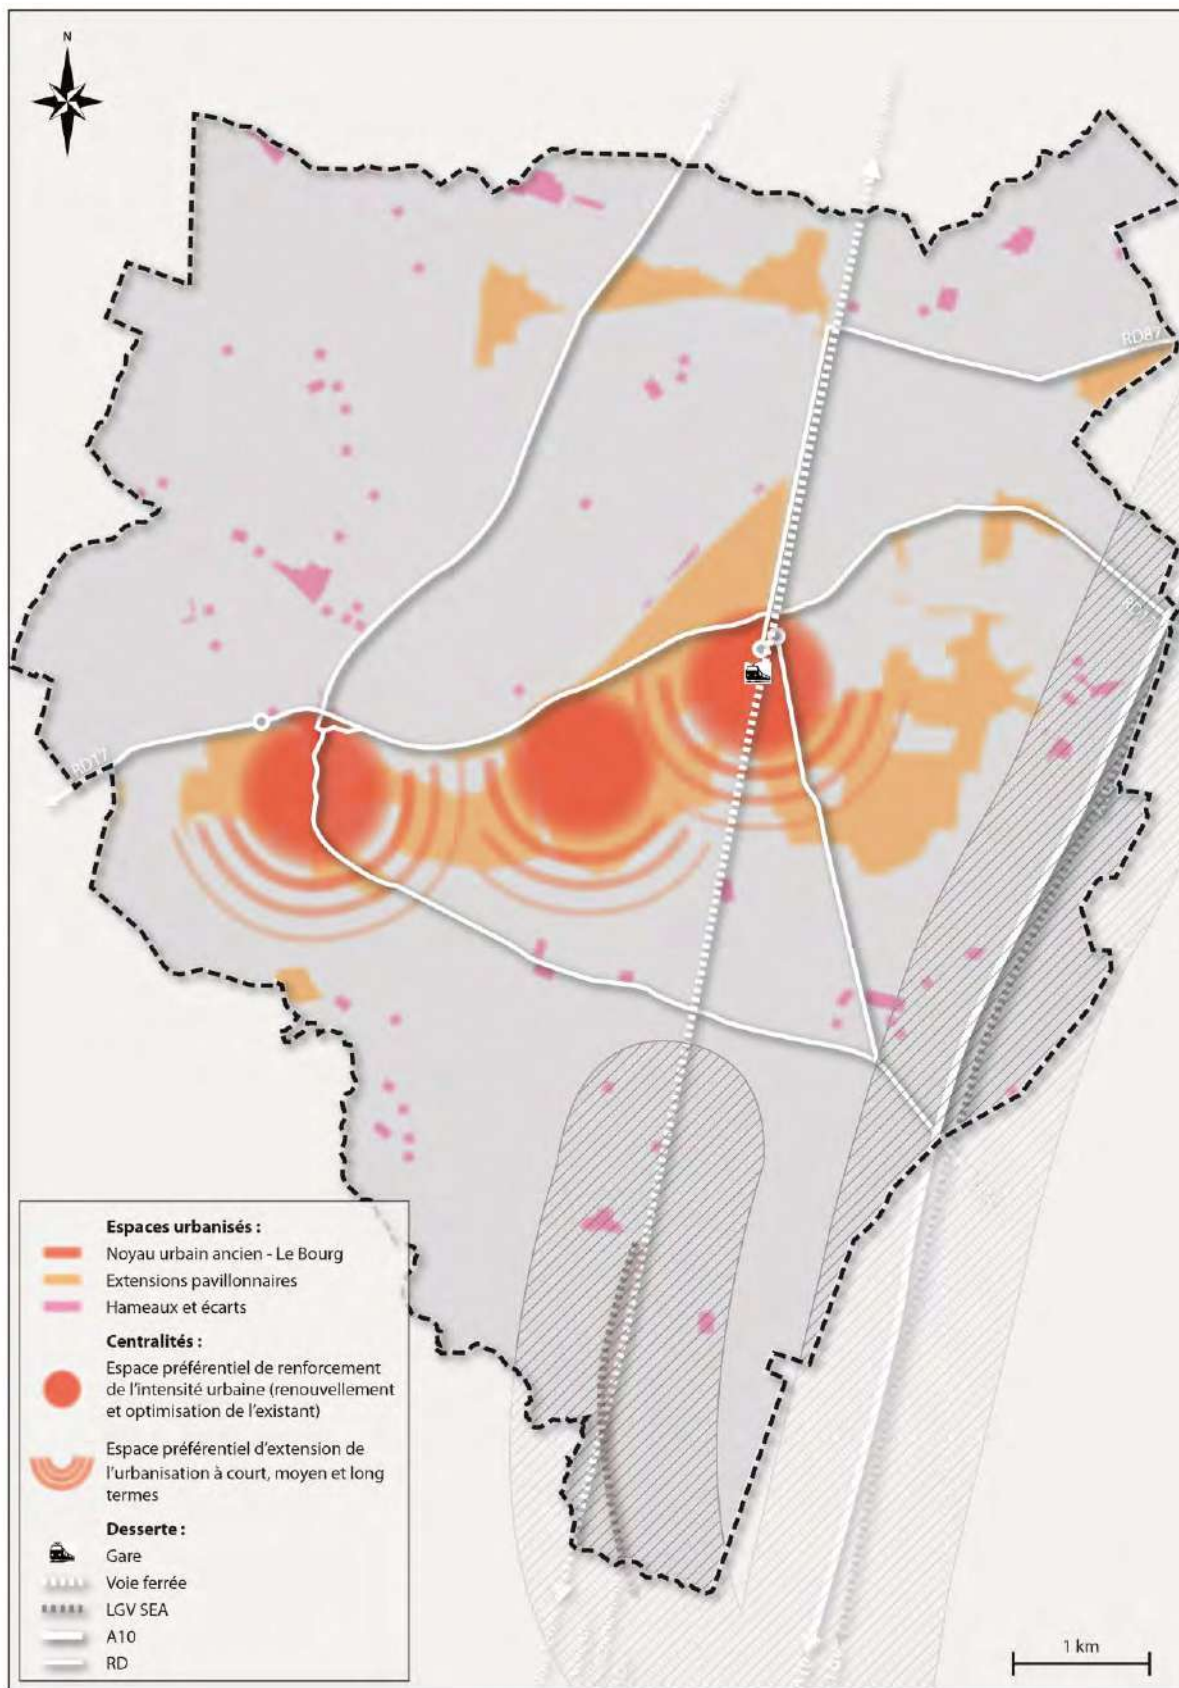 N
RD87
RD17
Espaces urbanisés :
Noyau urbain ancien - Le Bourg
Extensions pavillonnaires
Hameaux et écarts
Centralités :
Espace préférentiel de renforcement
de l'intensité urbaine (renouvellement
et optimisation de l'existant)
Espace préférentiel d'extension de
l'urbanisation à court, moyen et long
termes
Desserte :
Gare
Voie ferrée
LGV SEA
A10
RD
1 km